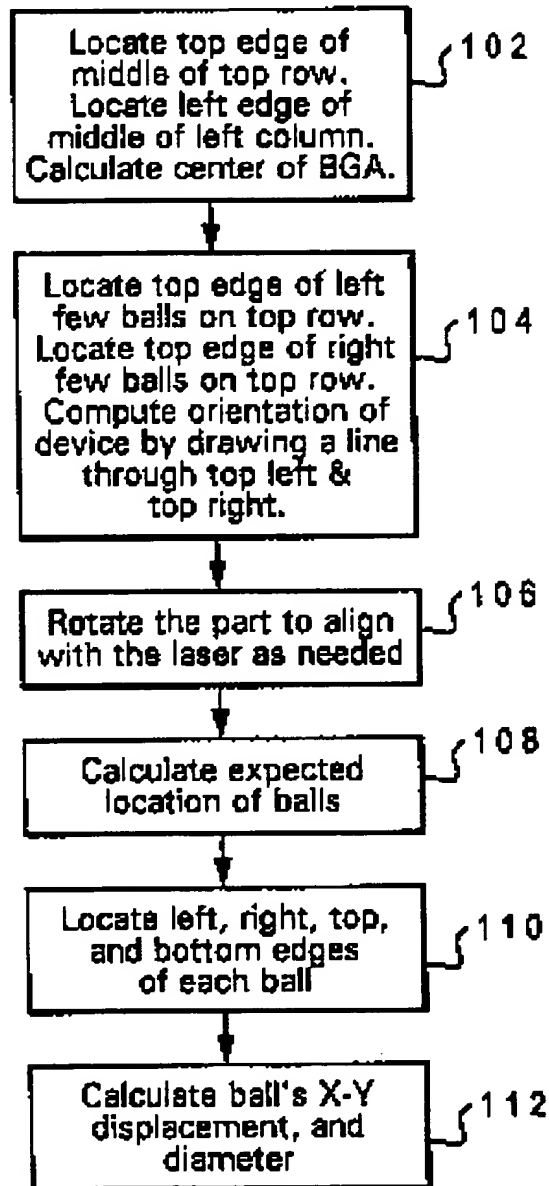 Locate top edge of
middle of top row.
Locate left edge of
middle of left column.
Calculate center of BGA.
102
Locate top edge of left
few balls on top row.
Locate top edge of right
few balls on top row.
Compute orientation of
device by drawing a line
through top left &
top right.
104
Rotate the part to align
with the laser as needed
106
Calculate expected
location of balls
108
Locate left, right, top,
and bottom edges
of each ball
110
Calculate ball's X-Y
displacement, and
diameter
112